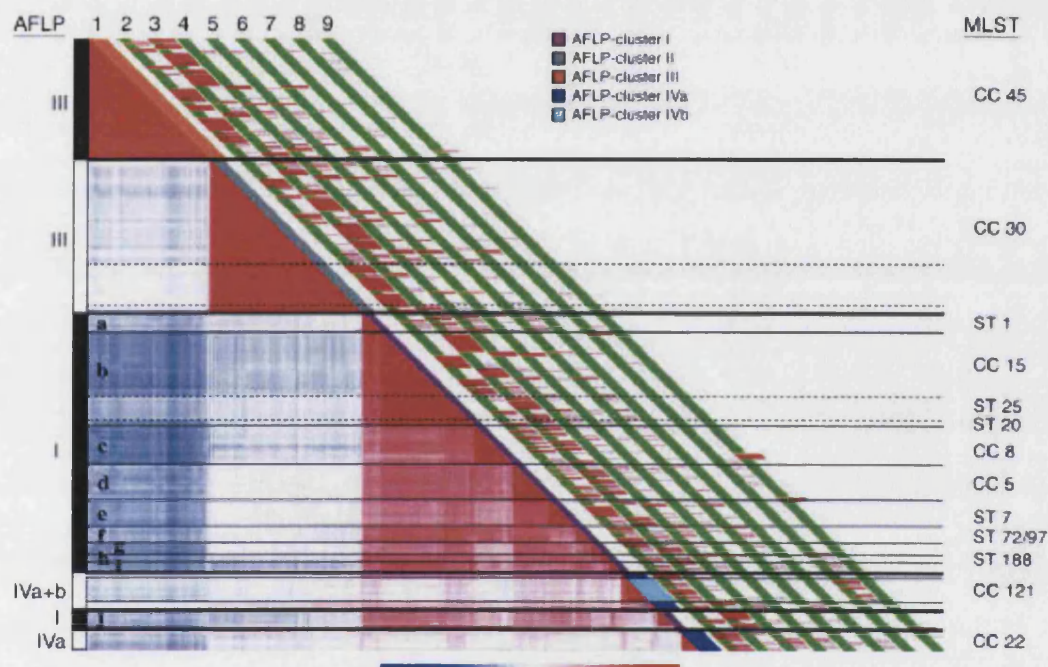 AFLP 1 2 3 4 5 6 7 8 9 MLST
AFLP-cluster I
AFLP-cluster II
AFLP-cluster III
AFLP-cluster IVa
AFLP-cluster IVb
III CC 45
III CC 30
a ST 1
b CC 15
ST 25
ST 20
I c CC 8
d CC 5
e ST 7
f ST 72/97
g
h ST 188
i
IVa+b CC 121
I j
IVa CC 22